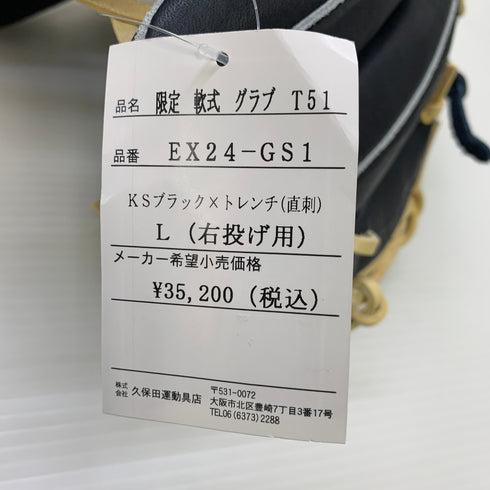 品名 限定 軟式 グラブ T51
品番 EX24-GS1
KSブラック×トレンチ(直刺)
L (右投げ用)
メーカー希望小売価格
¥35,200 (税込)
株式会社 久保田運動具店
〒531-0072
大阪市北区豊崎7丁目3番17号
TEL06(6373)2288